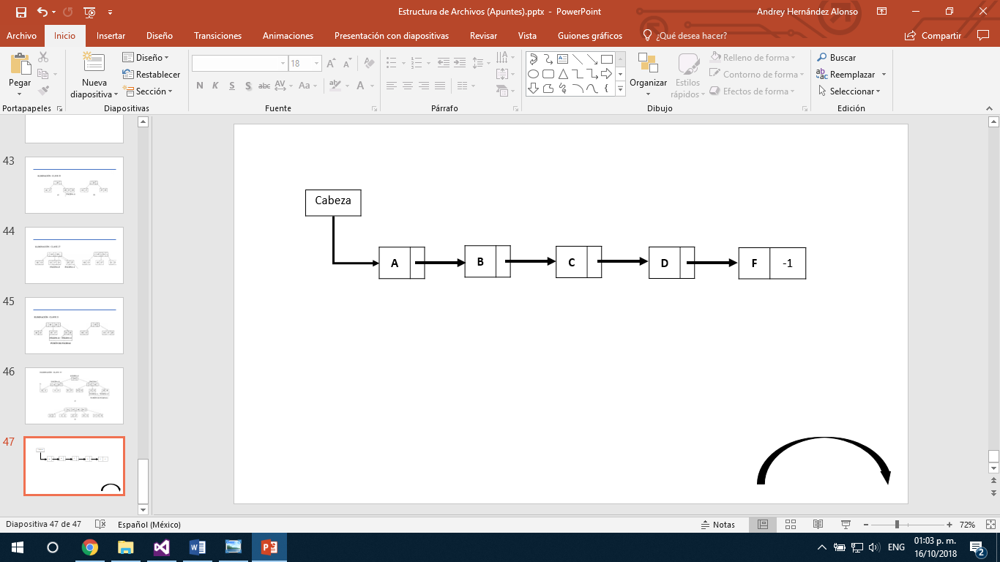 Estructura de Archivos (Apuntes).pptx - PowerPoint
Andrey Hernández Alonso
Archivo Inicio Insertar Diseño Transiciones Animaciones Presentación con diapositivas Revisar Vista Guiones gráficos ¿Qué desea hacer? Compartir
Pegar
Portapapeles
Nueva diapositiva
Diseño
Restablecer
Sección
Diapositivas
18
N K S S abc AV Aa A
Fuente
Párrafo
Organizar
Estilos rápidos
Relleno de forma
Contorno de forma
Efectos de forma
Dibujo
Buscar
Reemplazar
Seleccionar
Edición
43
44
45
46
47
Cabeza
A B C D F -1
Diapositiva 47 de 47 Español (México) Notas 72%
ENG
01:03 p. m.
16/10/2018
2